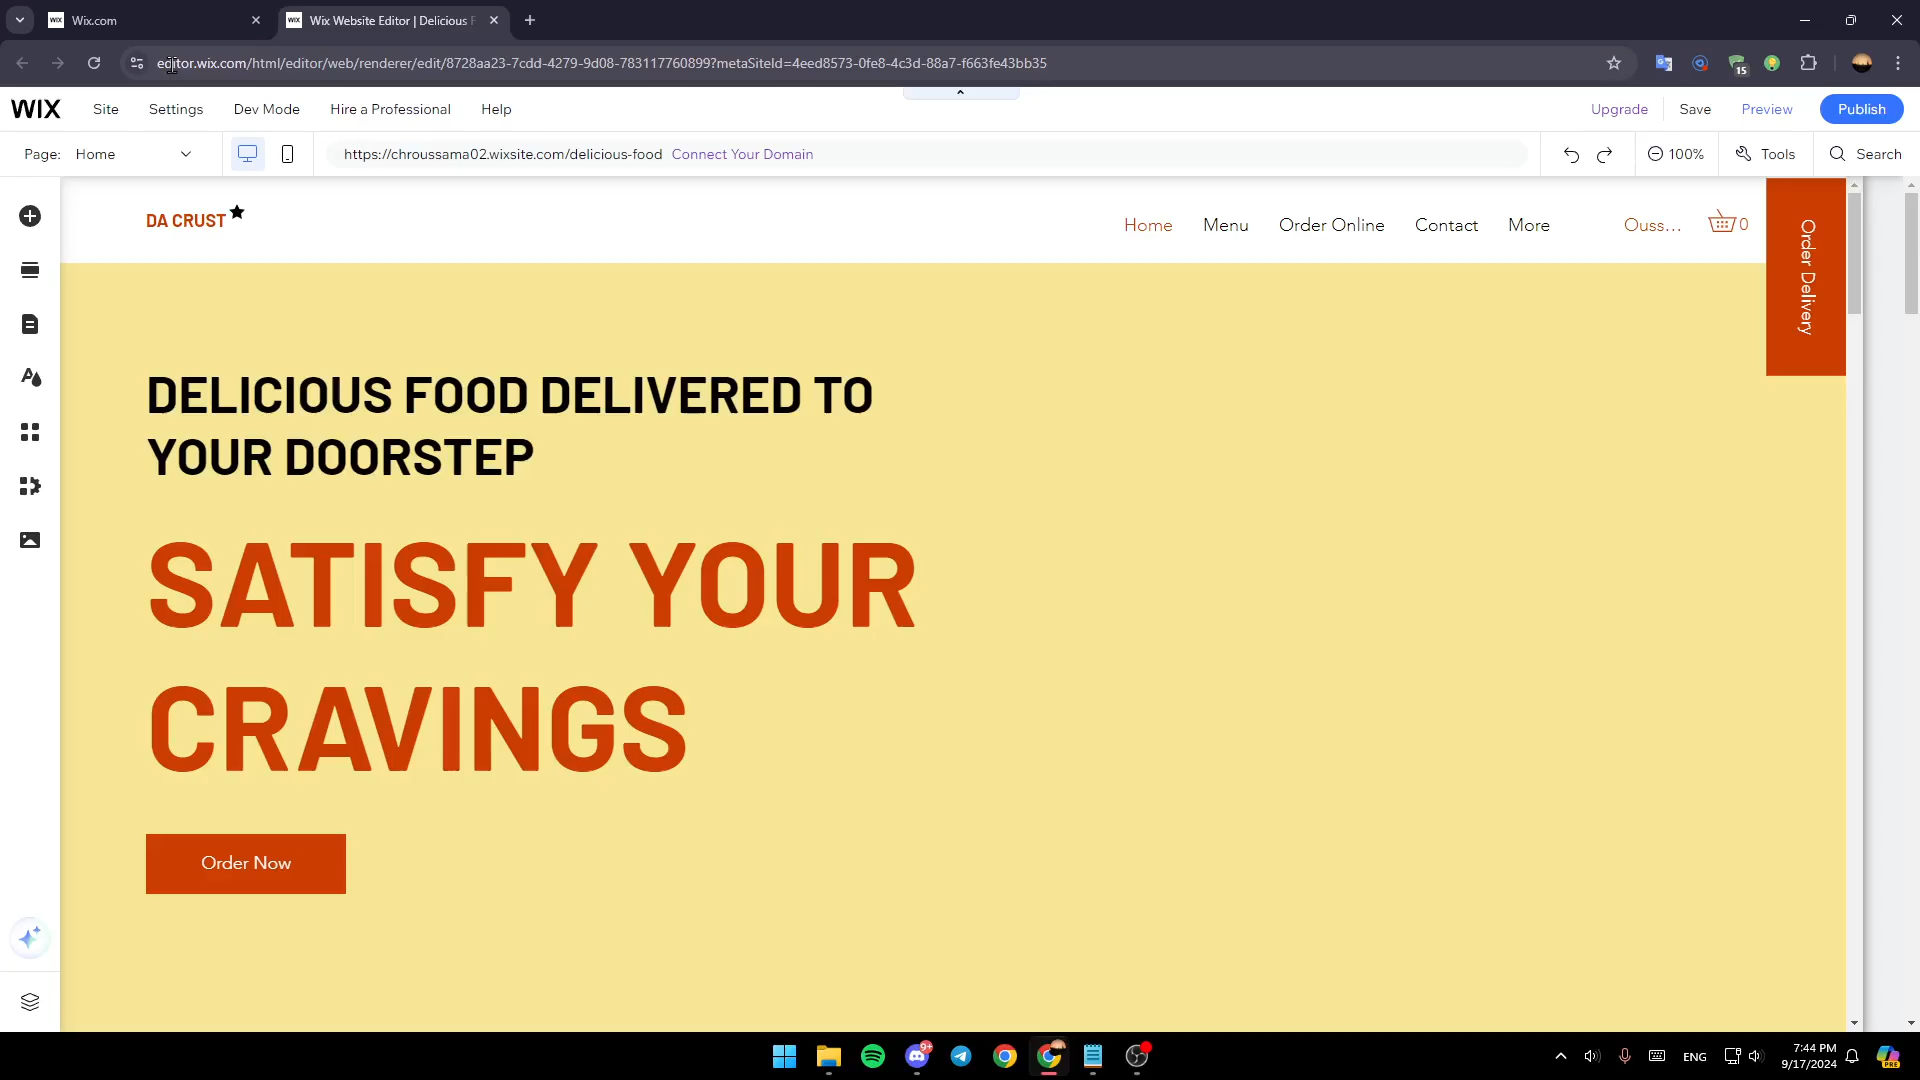 Wix.com
Wix Website Editor | Delicious F
editor.wix.com/html/editor/web/renderer/edit/8728aa23-7cdd-4279-9d08-783117760899?metaSiteId=4eed8573-0fe8-4c3d-88a7-f663fe43bb35
15
WIX Site Settings Dev Mode Hire a Professional Help Upgrade Save Preview Publish
Page: Home https://chroussama02.wixsite.com/delicious-food Connect Your Domain 100% Tools Search
DA CRUST Home Menu Order Online Contact More Ouss... 0
Order Delivery
DELICIOUS FOOD DELIVERED TO
YOUR DOORSTEP
SATISFY YOUR
CRAVINGS
Order Now
9+
ENG
7:44 PM
9/17/2024
PRE